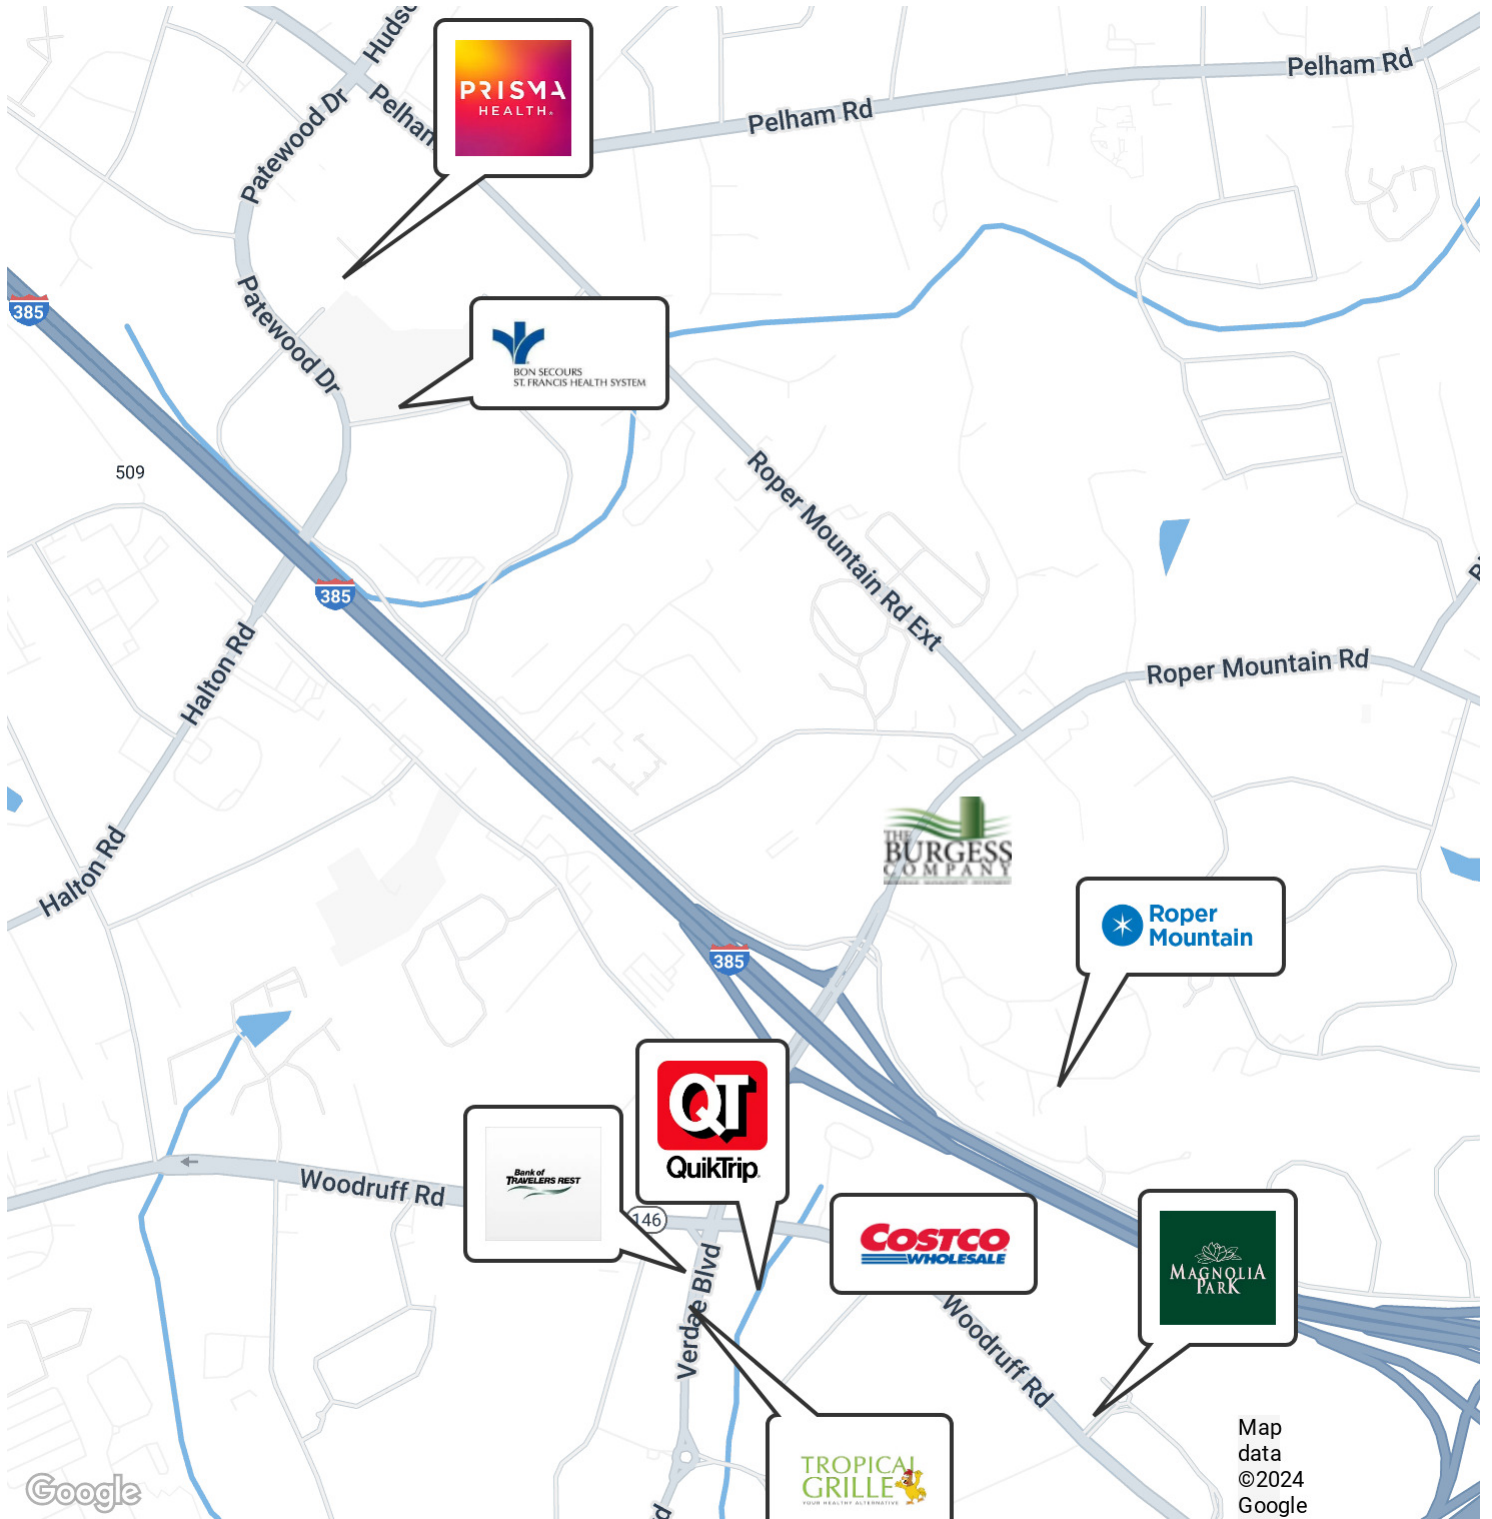 Hudso
PRISMA
HEALTH®
Pelham Rd
Pelham Rd
Patewood Dr
Pelham
385
Patewood Dr
BON SECOURS
ST. FRANCIS HEALTH SYSTEM
509
Roper Mountain Rd Ext
385
Halton Rd
Roper Mountain Rd
THE
BURGESS
COMPANY
Halton Rd
Roper
Mountain
385
QT
QuikTrip
Bank of
TRAVELERS REST
Woodruff Rd
146
COSTCO
WHOLESALE
MAGNOLIA
PARK
Verdae Blvd
Woodruff Rd
TROPICAL
GRILLE
YOUR HEALTHY ALTERNATIVE
Map
data
©2024
Google
Google